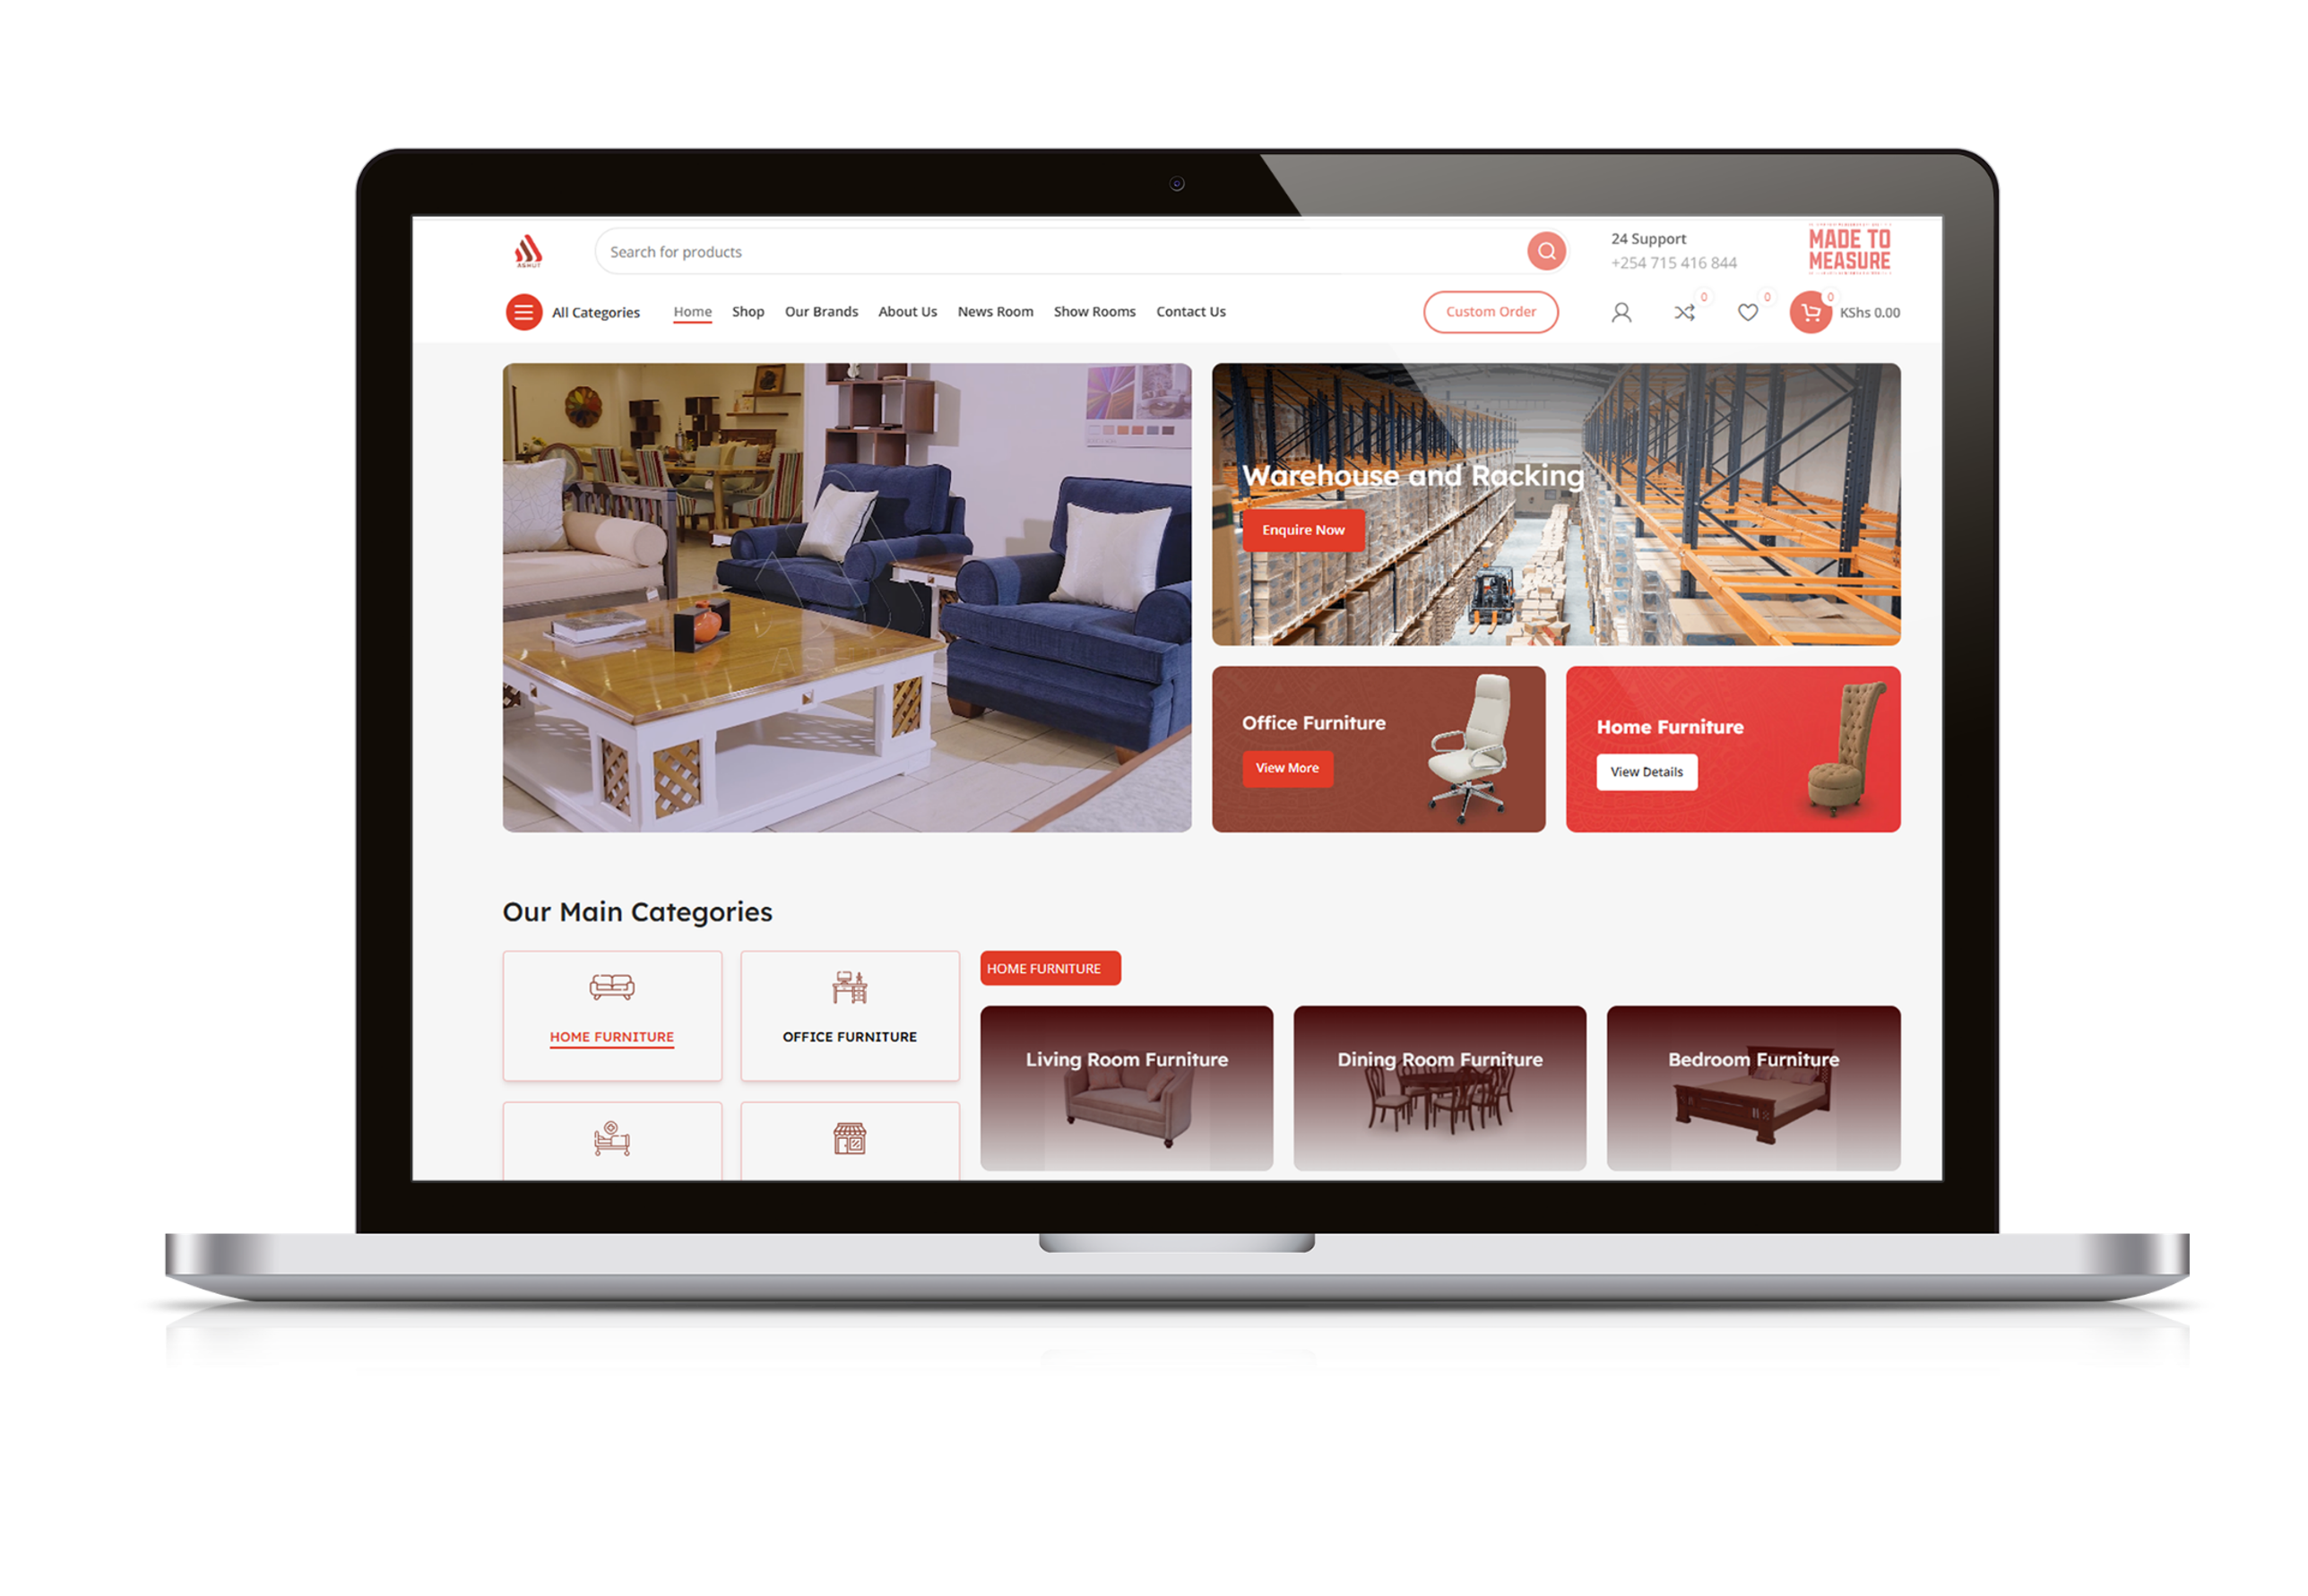 ASHUT
Search for products
24 Support
+254 715 416 844
MADE TO
MEASURE
All Categories
Home
Shop
Our Brands
About Us
News Room
Show Rooms
Contact Us
Custom Order
0
0
0
KShs 0.00
Warehouse and Racking
Enquire Now
Office Furniture
View More
Home Furniture
View Details
Our Main Categories
HOME FURNITURE
OFFICE FURNITURE
HOME FURNITURE
Living Room Furniture
Dining Room Furniture
Bedroom Furniture